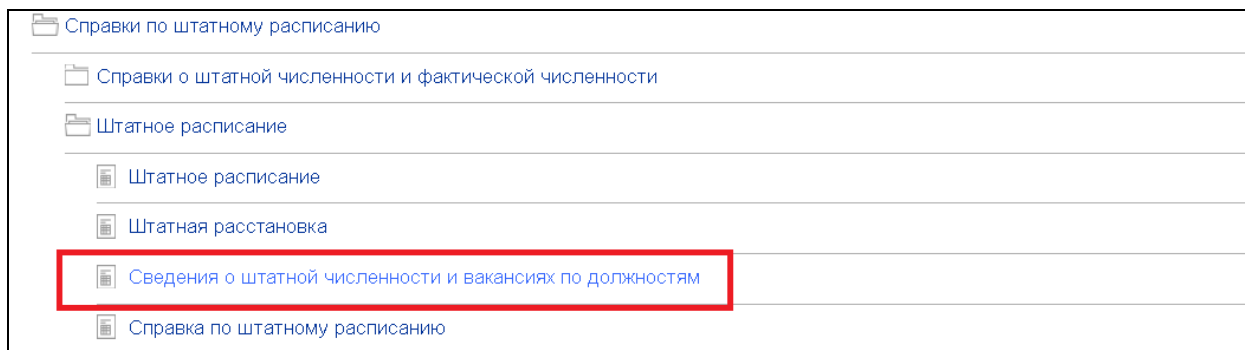 Справки по штатному расписанию
Справки о штатной численности и фактической численности
Штатное расписание
Штатное расписание
Штатная расстановка
Сведения о штатной численности и вакансиях по должностям
Справка по штатному расписанию